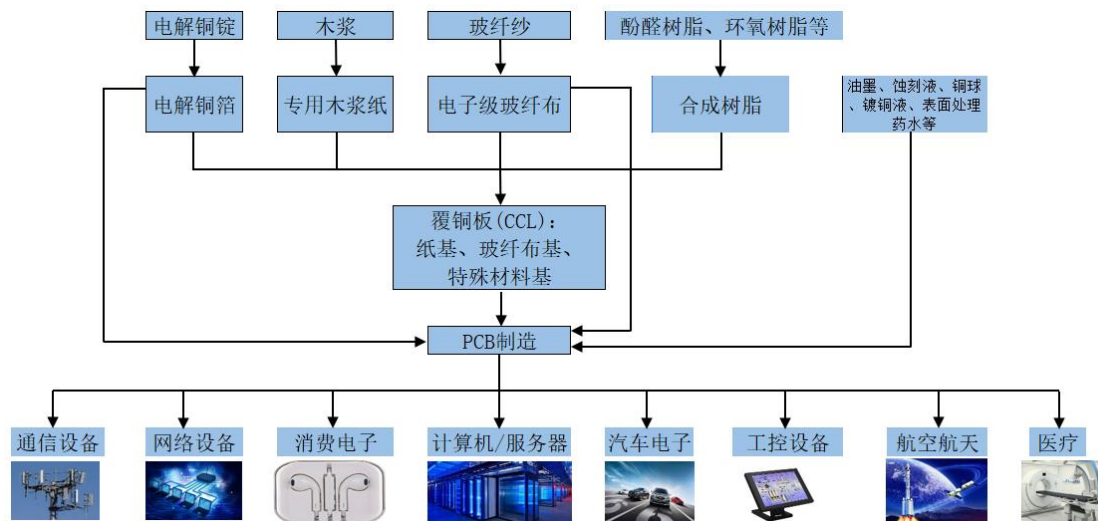 电解铜锭
木浆
玻纤纱
酚醛树脂、环氧树脂等
电解铜箔
专用木浆纸
电子级玻纤布
合成树脂
油墨、蚀刻液、铜球
、镀铜液、表面处理
药水等
覆铜板(CCL):
纸基、玻纤布基、
特殊材料基
PCB制造
通信设备
网络设备
消费电子
计算机/服务器
汽车电子
工控设备
航空航天
医疗